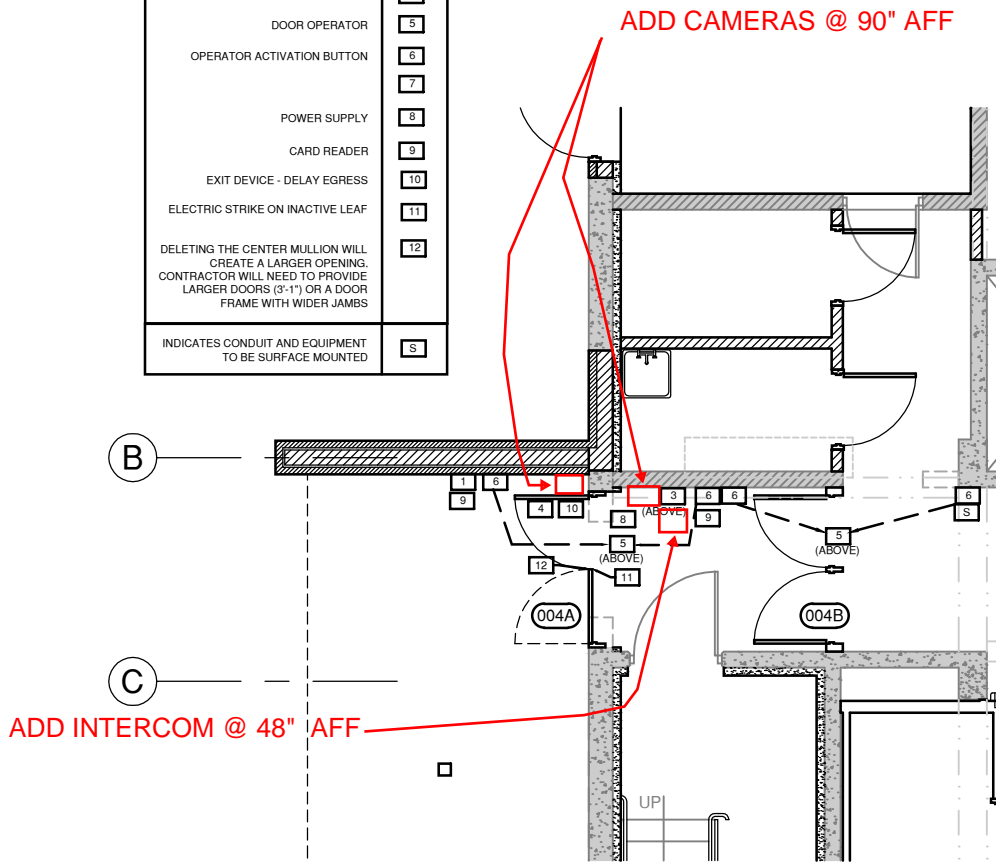 ADD CAMERAS @ 90" AFF
DOOR OPERATOR 5
OPERATOR ACTIVATION BUTTON 6
7
POWER SUPPLY 8
CARD READER 9
EXIT DEVICE - DELAY EGRESS 10
ELECTRIC STRIKE ON INACTIVE LEAF 11
DELETING THE CENTER MULLION WILL 12
CREATE A LARGER OPENING.
CONTRACTOR WILL NEED TO PROVIDE
LARGER DOORS (3'-1") OR A DOOR
FRAME WITH WIDER JAMBS
INDICATES CONDUIT AND EQUIPMENT
TO BE SURFACE MOUNTED S
B
1 6
9
4 10
3 6 6
(ABOVE)
8 9
5
(ABOVE)
12
11
5
(ABOVE)
6
S
004A
004B
C
ADD INTERCOM @ 48" AFF
UP